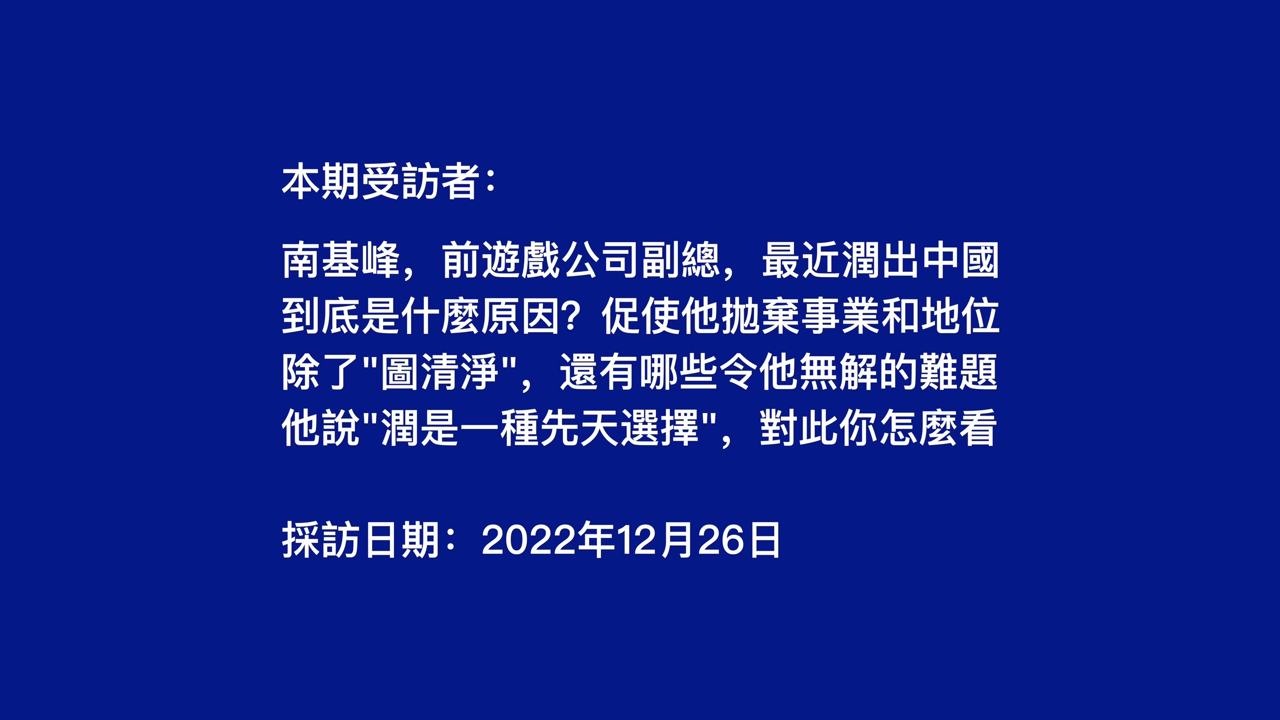 本期受訪者：
南基峰，前遊戲公司副總，最近潤出中國
到底是什麼原因？促使他拋棄事業和地位
除了"圖清淨"，還有哪些令他無解的難題
他說"潤是一種先天選擇"，對此你怎麼看
採訪日期：2022年12月26日